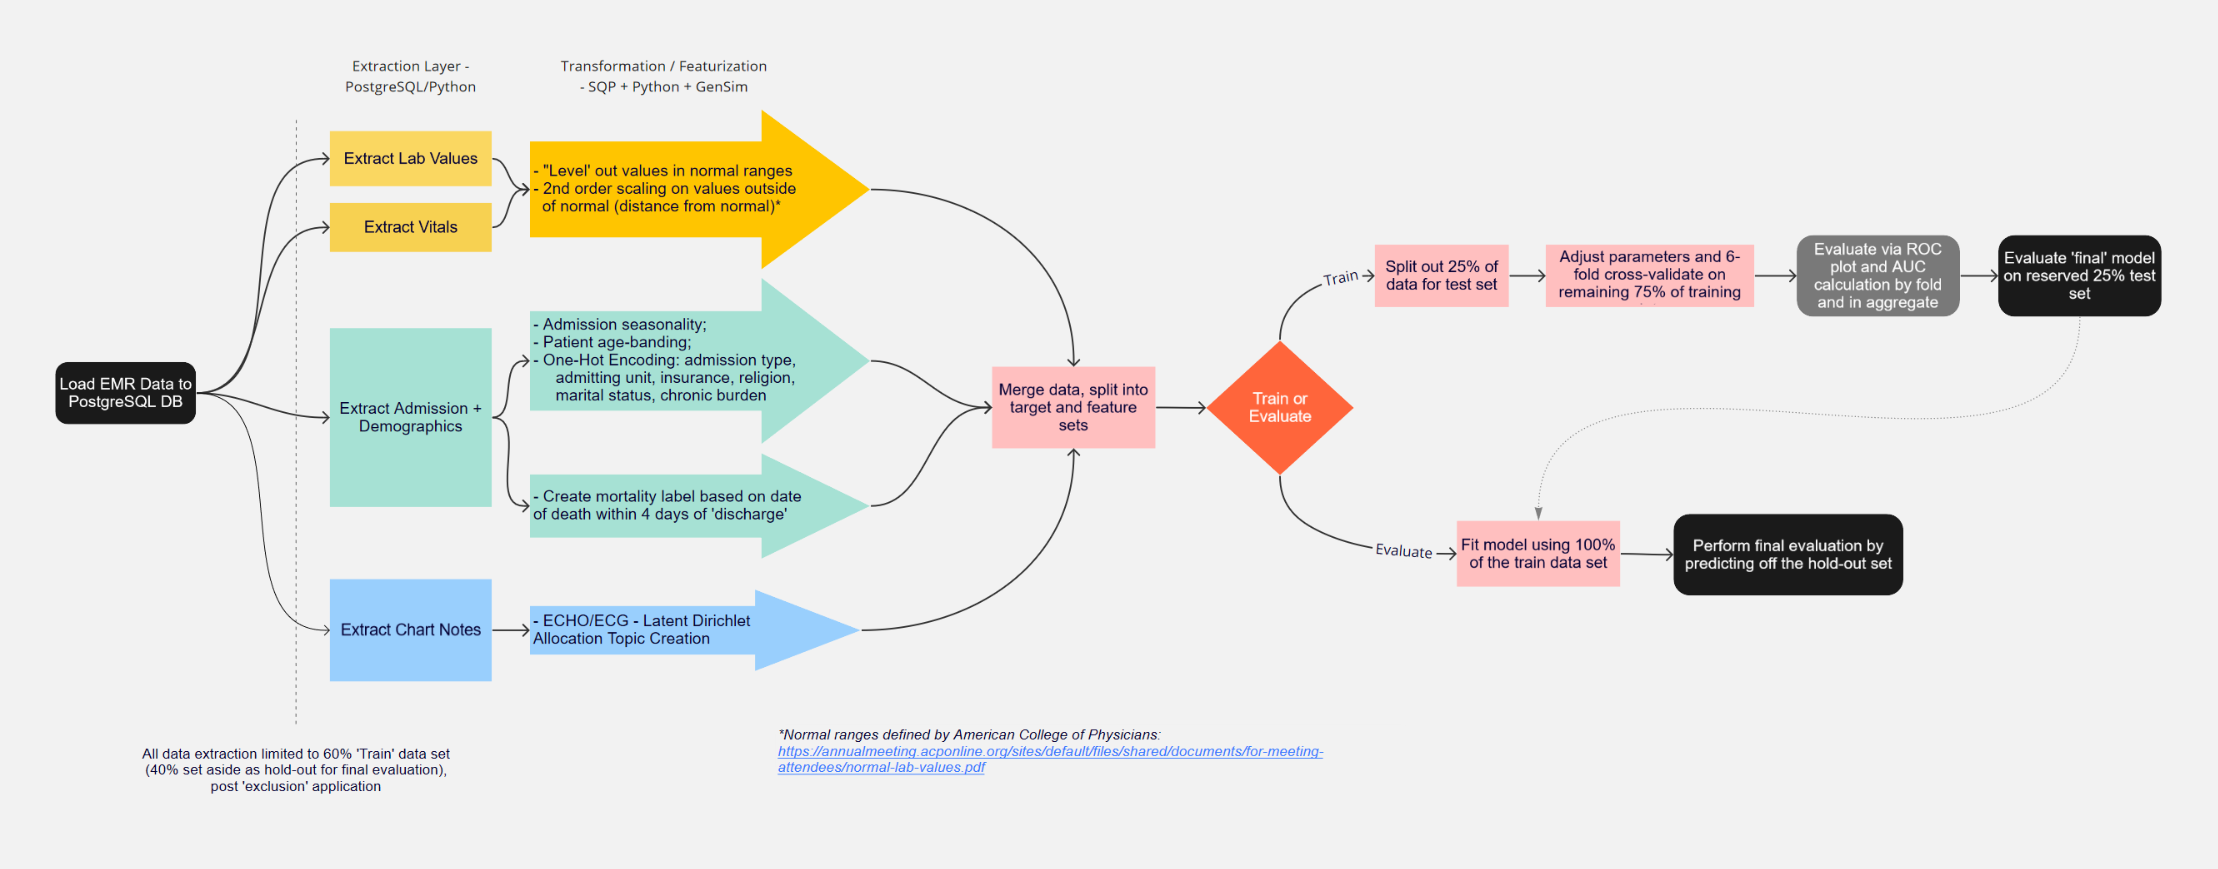 Extraction Layer -
PostgreSQL/Python
Transformation / Featurization
- SQP + Python + GenSim
Load EMR Data to
PostgreSQL DB
Extract Lab Values
Extract Vitals
- "Level' out values in normal ranges
- 2nd order scaling on values outside
of normal (distance from normal)*
Extract Admission +
Demographics
- Admission seasonality;
- Patient age-banding;
- One-Hot Encoding: admission type,
admitting unit, insurance, religion,
marital status, chronic burden
- Create mortality label based on date
of death within 4 days of 'discharge'
Extract Chart Notes
- ECHO/ECG - Latent Dirichlet
Allocation Topic Creation
Merge data, split into
target and feature
sets
Train or
Evaluate
Train
Split out 25% of
data for test set
Adjust parameters and 6-
fold cross-validate on
remaining 75% of training
Evaluate via ROC
plot and AUC
calculation by fold
and in aggregate
Evaluate 'final' model
on reserved 25% test
set
Evaluate
Fit model using 100%
of the train data set
Perform final evaluation by
predicting off the hold-out set
All data extraction limited to 60% 'Train' data set
(40% set aside as hold-out for final evaluation),
post 'exclusion' application
*Normal ranges defined by American College of Physicians:
https://annualmeeting.acponline.org/sites/default/files/shared/documents/for-meeting-
attendees/normal-lab-values.pdf